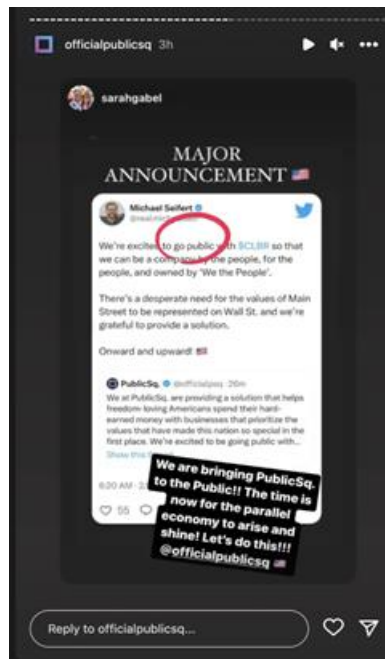 officialpublicsq 3h
sarahgabel
MAJOR
ANNOUNCEMENT
Michael Seifert
We're excited to go public with $CLBR so that
we can be a company by the people, for the
people, and owned by 'We the People'.
There's a desperate need for the values of Main
Street to be represented on Wall St. and we're
grateful to provide a solution.
Onward and upward!
PublicSq. @officialpsq · 20m
We at PublicSq. are providing a solution that helps
freedom-loving Americans spend their hard-
earned money with businesses that prioritize the
values that have made this nation so special in the
first place. We're excited to be going public with...
Show this
6:20 AM
55
We are bringing PublicSq.
to the Public!! The time is
now for the parallel
economy to arise and
shine! Let's do this!!!
@officialpublicsq
Reply to officialpublicsq...